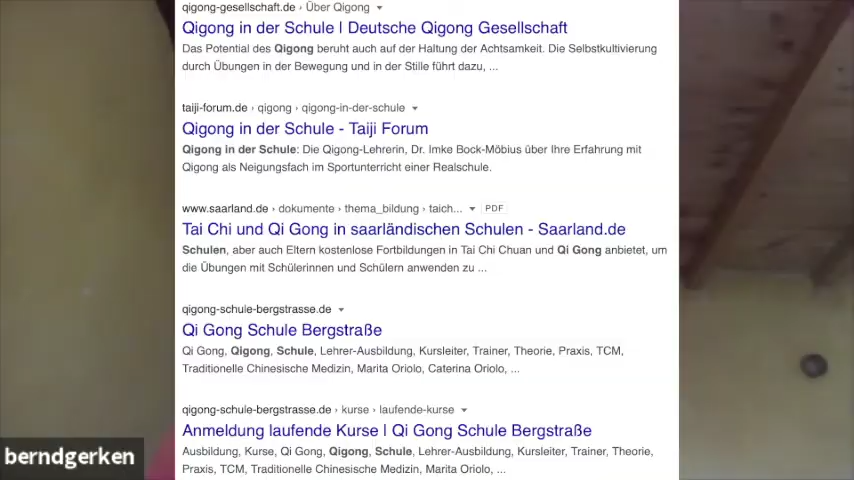 qigong-gesellschaft.de › Über Qigong
Qigong in der Schule | Deutsche Qigong Gesellschaft
Das Potential des Qigong beruht auch auf der Haltung der Achtsamkeit. Die Selbstkultivierung
durch Übungen in der Bewegung und in der Stille führt dazu, ...
taiji-forum.de › qigong › qigong-in-der-schule
Qigong in der Schule - Taiji Forum
Qigong in der Schule: Die Qigong-Lehrerin, Dr. Imke Bock-Möbius über Ihre Erfahrung mit
Qigong als Neigungsfach im Sportunterricht einer Realschule.
www.saarland.de › dokumente › thema_bildung › taich... PDF
Tai Chi und Qi Gong in saarländischen Schulen - Saarland.de
Schulen, aber auch Eltern kostenlose Fortbildungen in Tai Chi Chuan und Qi Gong anbietet, um
die Übungen mit Schülerinnen und Schülern anwenden zu ...
qigong-schule-bergstrasse.de
Qi Gong Schule Bergstraße
Qi Gong, Qigong, Schule, Lehrer-Ausbildung, Kursleiter, Trainer, Theorie, Praxis, TCM,
Traditionelle Chinesische Medizin, Marita Oriolo, Caterina Oriolo, ...
qigong-schule-bergstrasse.de › kurse › laufende-kurse
Anmeldung laufende Kurse | Qi Gong Schule Bergstraße
Ausbildung, Kurse, Qi Gong, Qigong, Schule, Lehrer-Ausbildung, Kursleiter, Trainer, Theorie,
Praxis, TCM, Traditionelle Chinesische Medizin, Marita Oriolo, ...
berndgerken